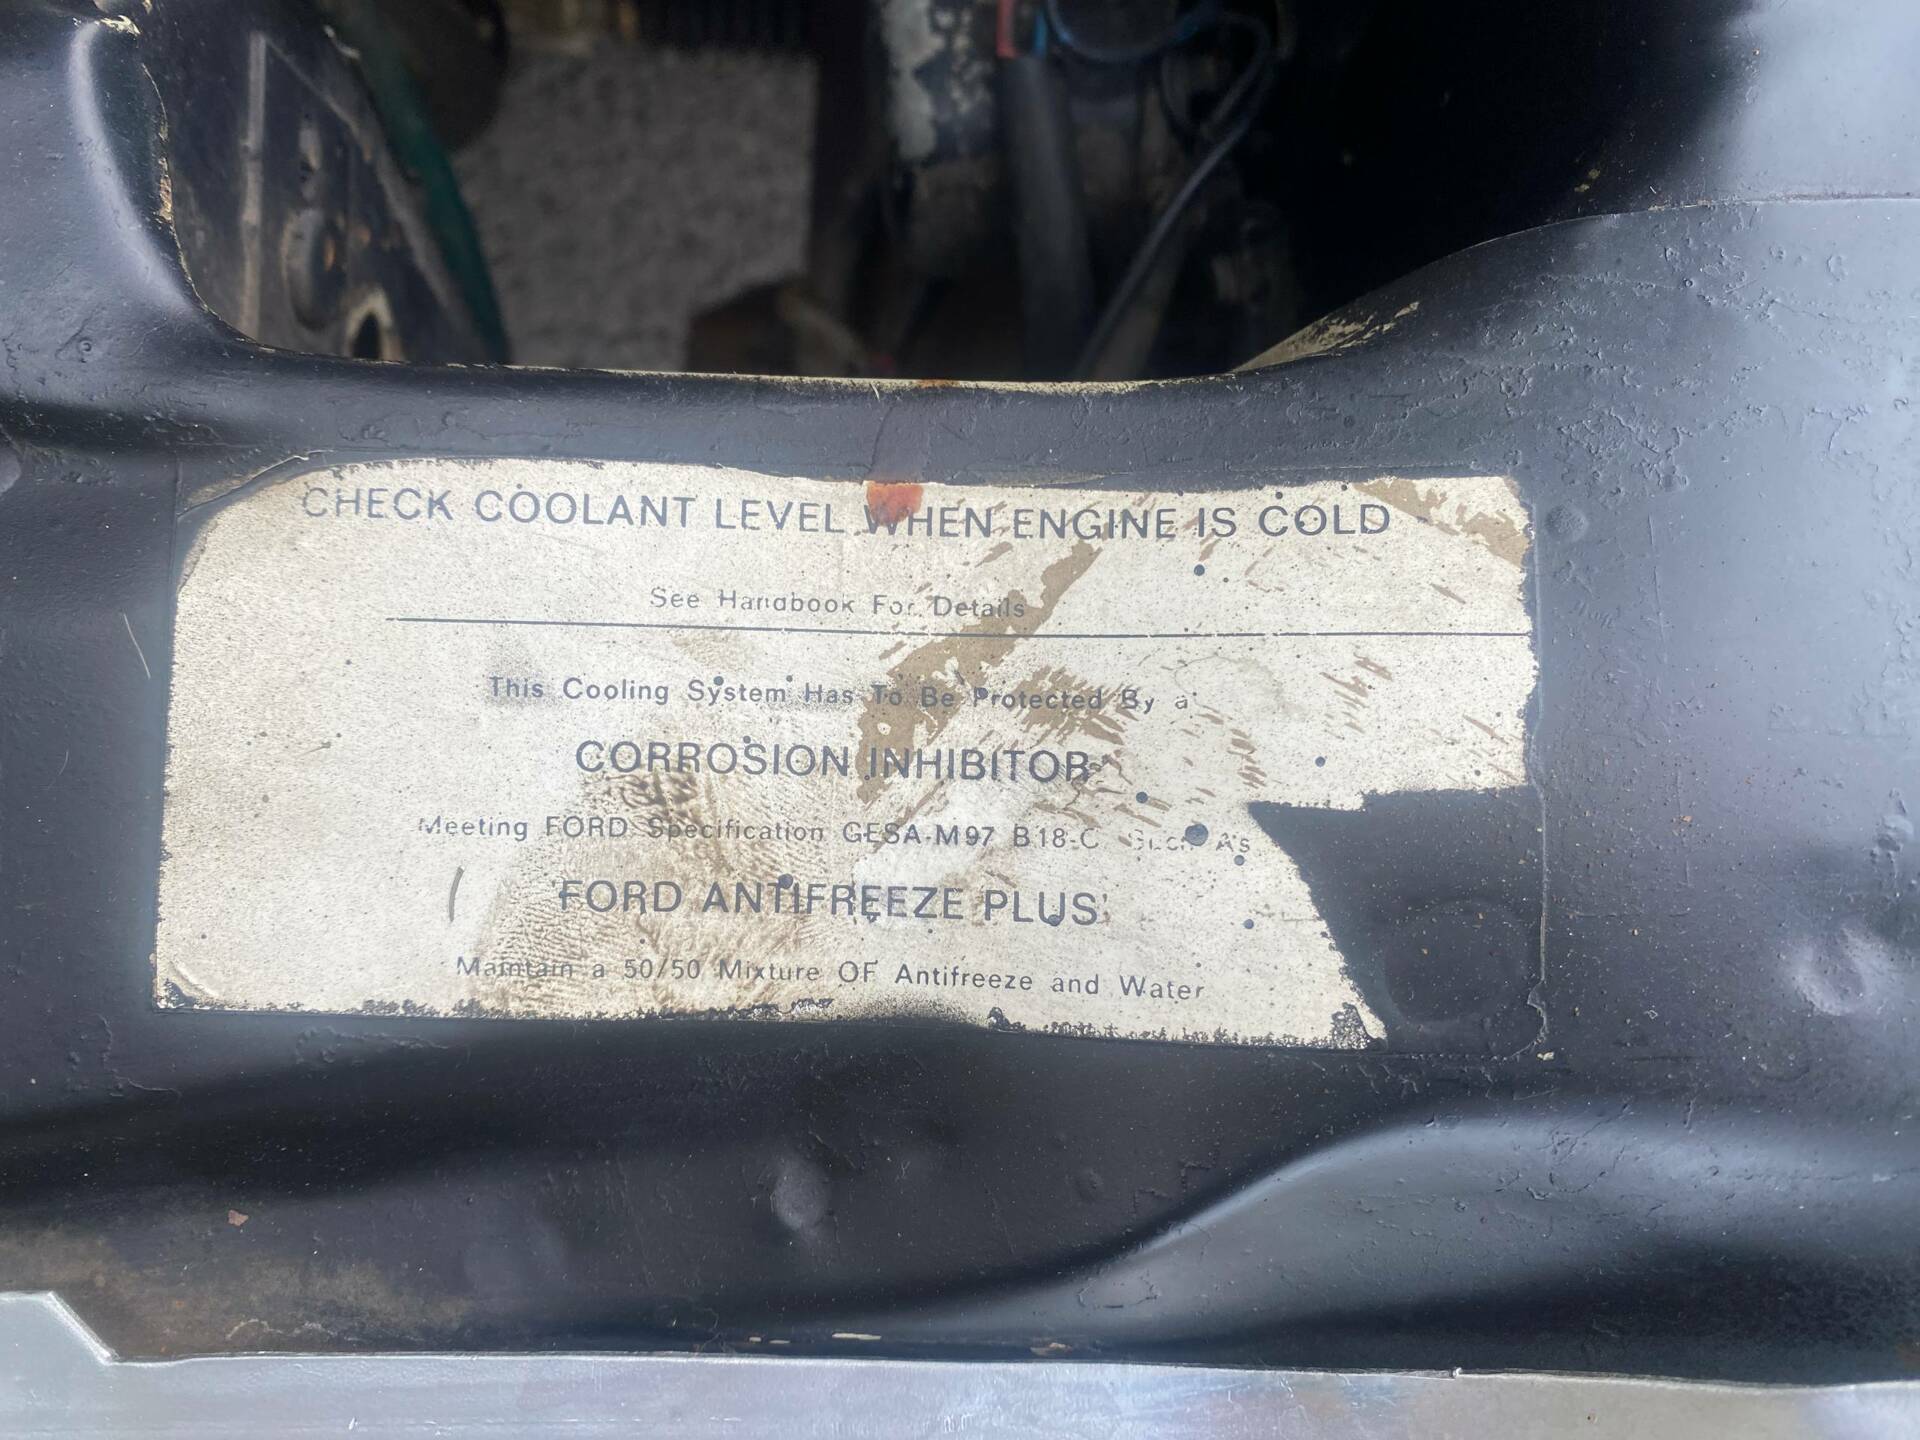 CHECK COOLANT LEVEL WHEN ENGINE IS COLD
See Handbook For Details
This Cooling System Has To Be Protected By a
CORROSION INHIBITOR
Meeting FORD Specification GESA-M97 B18-C Such As
'FORD ANTIFREEZE PLUS'
Maintain a 50/50 Mixture OF Antifreeze and Water